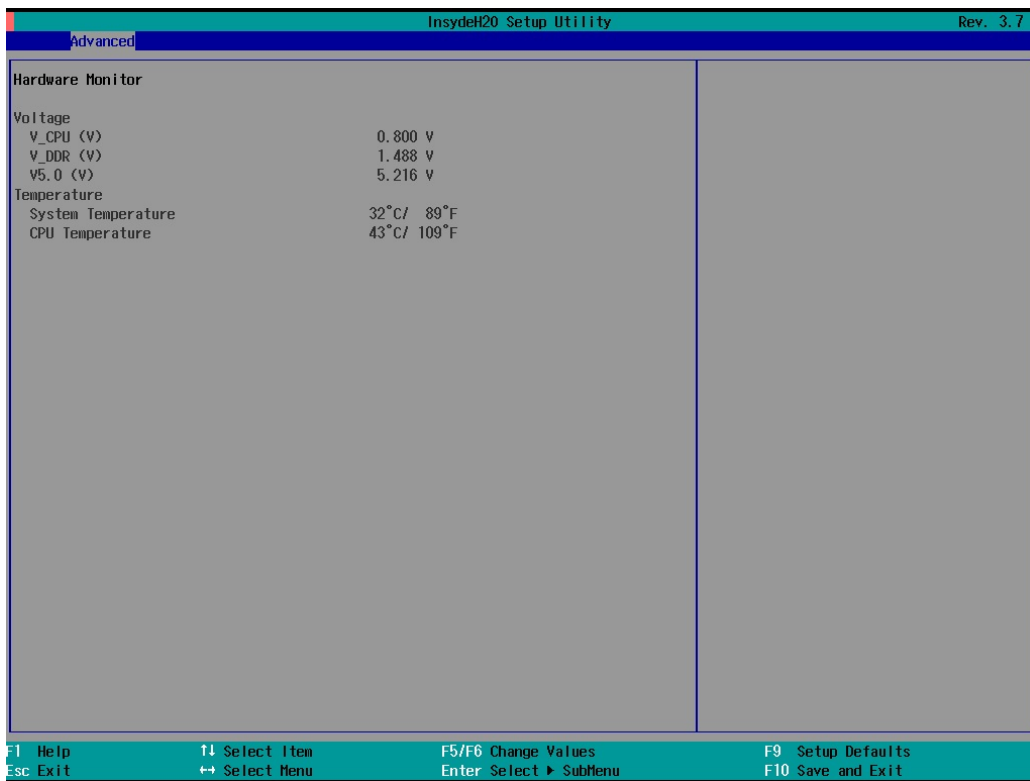 InsydeH20 Setup Utility Rev. 3.7
Advanced
Hardware Monitor
Voltage
V_CPU (V) 0.800 V
V_DDR (V) 1.488 V
V5.0 (V) 5.216 V
Temperature
System Temperature 32°C/ 89°F
CPU Temperature 43°C/ 109°F
F1 Help ↑↓ Select Item F5/F6 Change Values F9 Setup Defaults
Esc Exit ↔ Select Menu Enter Select ▶ SubMenu F10 Save and Exit